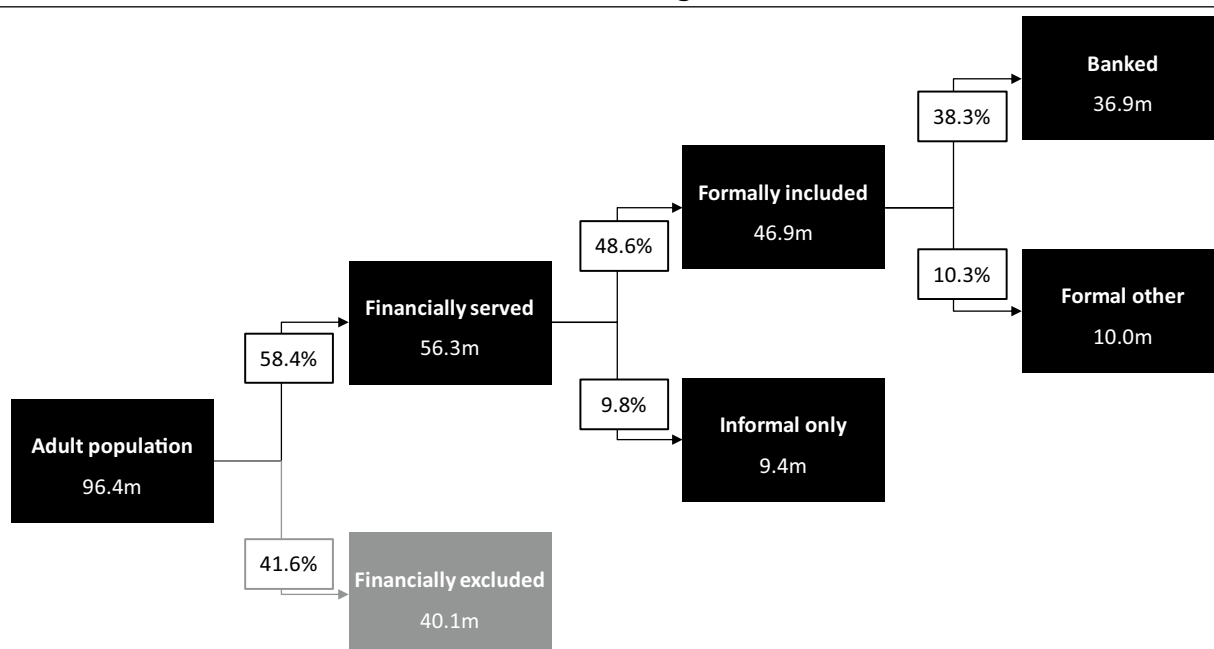 Banked
36.9m
38.3%
Formally included
46.9m
48.6%
10.3%
Formal other
10.0m
Financially served
56.3m
58.4%
9.8%
Informal only
9.4m
Adult population
96.4m
41.6%
Financially excluded
40.1m